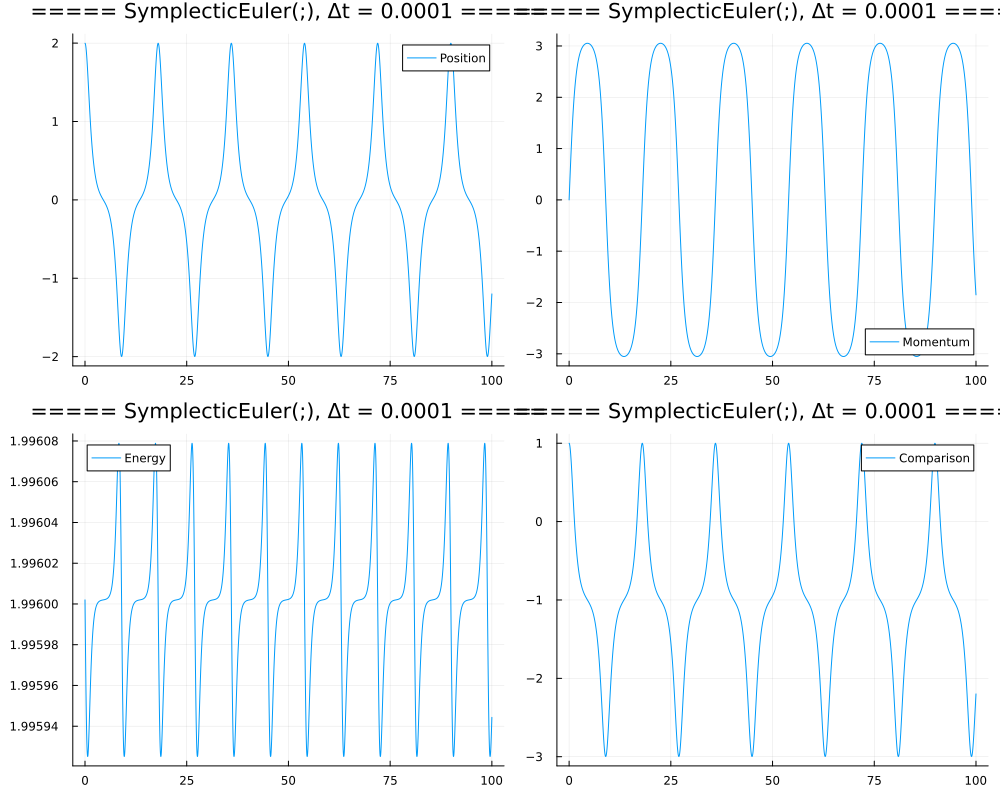 ===== SymplecticEuler(;), Δt = 0.0001 =====
===== SymplecticEuler(;), Δt = 0.0001 =====
2
1
0
−1
−2
Position
0 25 50 75 100
3
2
1
0
−1
−2
−3
Momentum
0 25 50 75 100
===== SymplecticEuler(;), Δt = 0.0001 =====
===== SymplecticEuler(;), Δt = 0.0001 =====
1.99608
1.99606
1.99604
1.99602
1.99600
1.99598
1.99596
1.99594
Energy
0 25 50 75 100
1
0
−1
−2
−3
Comparison
0 25 50 75 100